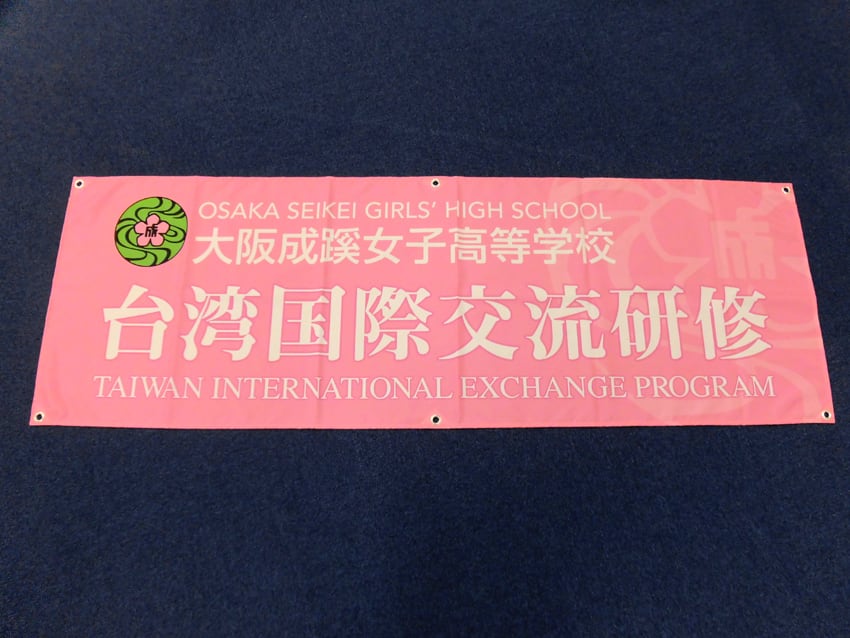 OSAKA SEIKEI GIRLS' HIGH SCHOOL
成
大阪成蹊女子高等学校
台湾国際交流研修
TAIWAN INTERNATIONAL EXCHANGE PROGRAM